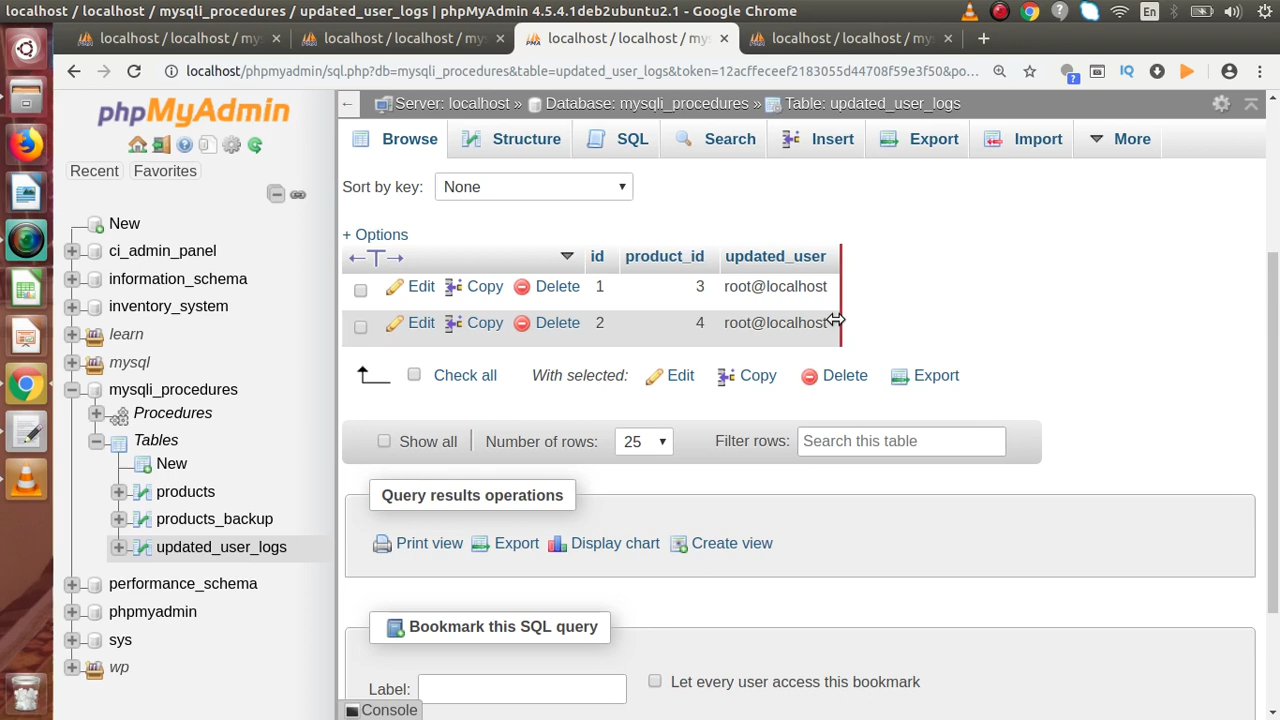 localhost / localhost / mysqli_procedures / updated_user_logs | phpMyAdmin 4.5.4.1deb2ubuntu2.1 - Google Chrome
En
localhost / localhost / my
localhost / localhost / mys
localhost / localhost / mys
localhost / localhost / my
localhost/phpmyadmin/sql.php?db=mysqli_procedures&table=updated_user_logs&token=12acffeceef2183055d44708f59e3f50&po...
IQ
phpMyAdmin
Recent
Favorites
New
ci_admin_panel
information_schema
inventory_system
learn
mysql
mysqli_procedures
Procedures
Tables
New
products
products_backup
updated_user_logs
performance_schema
phpmyadmin
sys
wp
Server: localhost » Database: mysqli_procedures » Table: updated_user_logs
Browse Structure SQL Search Insert Export Import More
Sort by key: None
+ Options
←T→ id product_id updated_user
Edit Copy Delete 1 3 root@localhost
Edit Copy Delete 2 4 root@localhost
Check all With selected: Edit Copy Delete Export
Show all Number of rows: 25 Filter rows: Search this table
Query results operations
Print view Export Display chart Create view
Bookmark this SQL query
Label: Let every user access this bookmark
Console